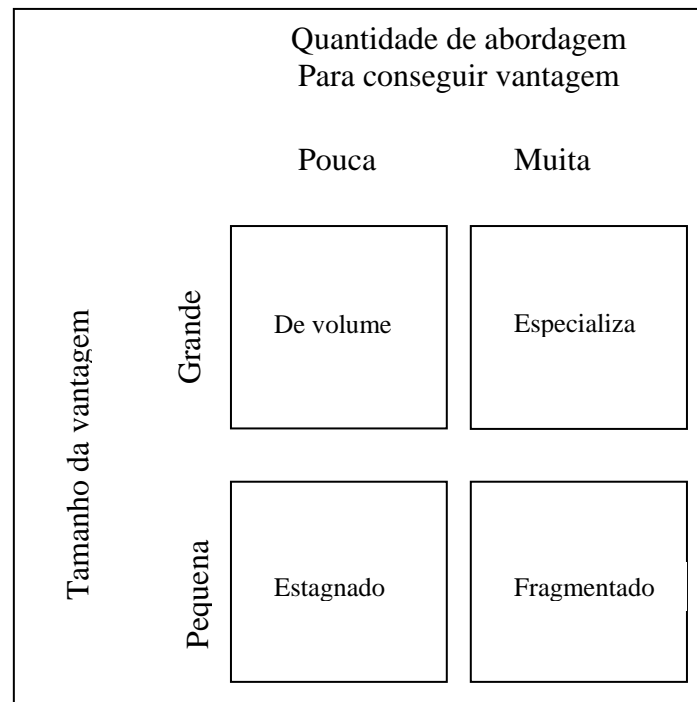 Quantidade de abordagem
Para conseguir vantagem
Pouca Muita
Tamanho da vantagem
Grande
De volume Especializa
Pequena
Estagnado Fragmentado